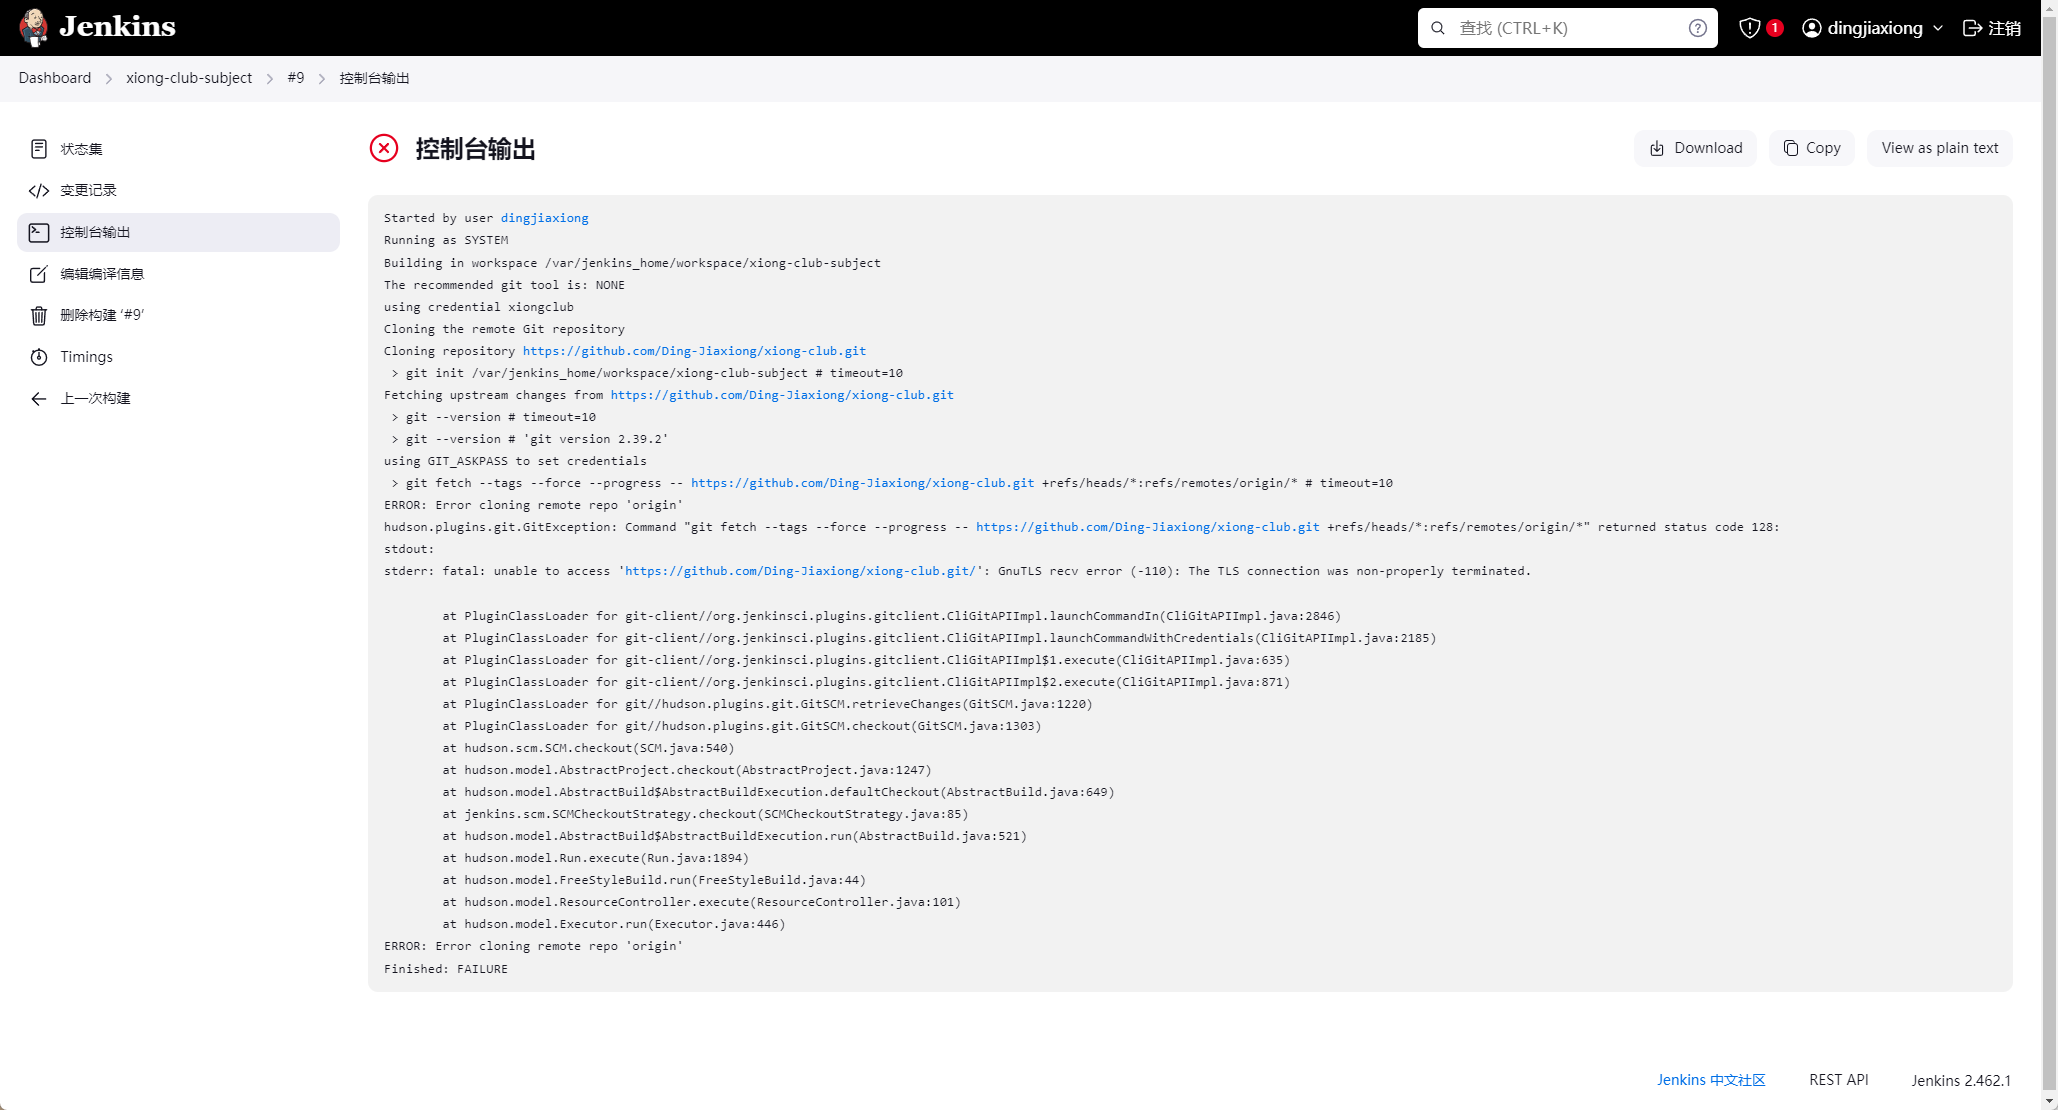 Jenkins
查找 (CTRL+K)
1
dingjiaxiong
注销
Dashboard
xiong-club-subject
#9
控制台输出
状态集
变更记录
控制台输出
编辑编译信息
删除构建 '#9'
Timings
上一次构建
控制台输出
Download
Copy
View as plain text
Started by user dingjiaxiong
Running as SYSTEM
Building in workspace /var/jenkins_home/workspace/xiong-club-subject
The recommended git tool is: NONE
using credential xiongclub
Cloning the remote Git repository
Cloning repository https://github.com/Ding-Jiaxiong/xiong-club.git
 > git init /var/jenkins_home/workspace/xiong-club-subject # timeout=10
Fetching upstream changes from https://github.com/Ding-Jiaxiong/xiong-club.git
 > git --version # timeout=10
 > git --version # 'git version 2.39.2'
using GIT_ASKPASS to set credentials
 > git fetch --tags --force --progress -- https://github.com/Ding-Jiaxiong/xiong-club.git +refs/heads/*:refs/remotes/origin/* # timeout=10
ERROR: Error cloning remote repo 'origin'
hudson.plugins.git.GitException: Command "git fetch --tags --force --progress -- https://github.com/Ding-Jiaxiong/xiong-club.git +refs/heads/*:refs/remotes/origin/*" returned status code 128:
stdout:
stderr: fatal: unable to access 'https://github.com/Ding-Jiaxiong/xiong-club.git/': GnuTLS recv error (-110): The TLS connection was non-properly terminated.
at PluginClassLoader for git-client//org.jenkinsci.plugins.gitclient.CliGitAPIImpl.launchCommandIn(CliGitAPIImpl.java:2846)
at PluginClassLoader for git-client//org.jenkinsci.plugins.gitclient.CliGitAPIImpl.launchCommandWithCredentials(CliGitAPIImpl.java:2185)
at PluginClassLoader for git-client//org.jenkinsci.plugins.gitclient.CliGitAPIImpl$1.execute(CliGitAPIImpl.java:635)
at PluginClassLoader for git-client//org.jenkinsci.plugins.gitclient.CliGitAPIImpl$2.execute(CliGitAPIImpl.java:871)
at PluginClassLoader for git//hudson.plugins.git.GitSCM.retrieveChanges(GitSCM.java:1220)
at PluginClassLoader for git//hudson.plugins.git.GitSCM.checkout(GitSCM.java:1303)
at hudson.scm.SCM.checkout(SCM.java:540)
at hudson.model.AbstractProject.checkout(AbstractProject.java:1247)
at hudson.model.AbstractBuild$AbstractBuildExecution.defaultCheckout(AbstractBuild.java:649)
at jenkins.scm.SCMCheckoutStrategy.checkout(SCMCheckoutStrategy.java:85)
at hudson.model.AbstractBuild$AbstractBuildExecution.run(AbstractBuild.java:521)
at hudson.model.Run.execute(Run.java:1894)
at hudson.model.FreeStyleBuild.run(FreeStyleBuild.java:44)
at hudson.model.ResourceController.execute(ResourceController.java:101)
at hudson.model.Executor.run(Executor.java:446)
ERROR: Error cloning remote repo 'origin'
Finished: FAILURE
Jenkins 中文社区
REST API
Jenkins 2.462.1